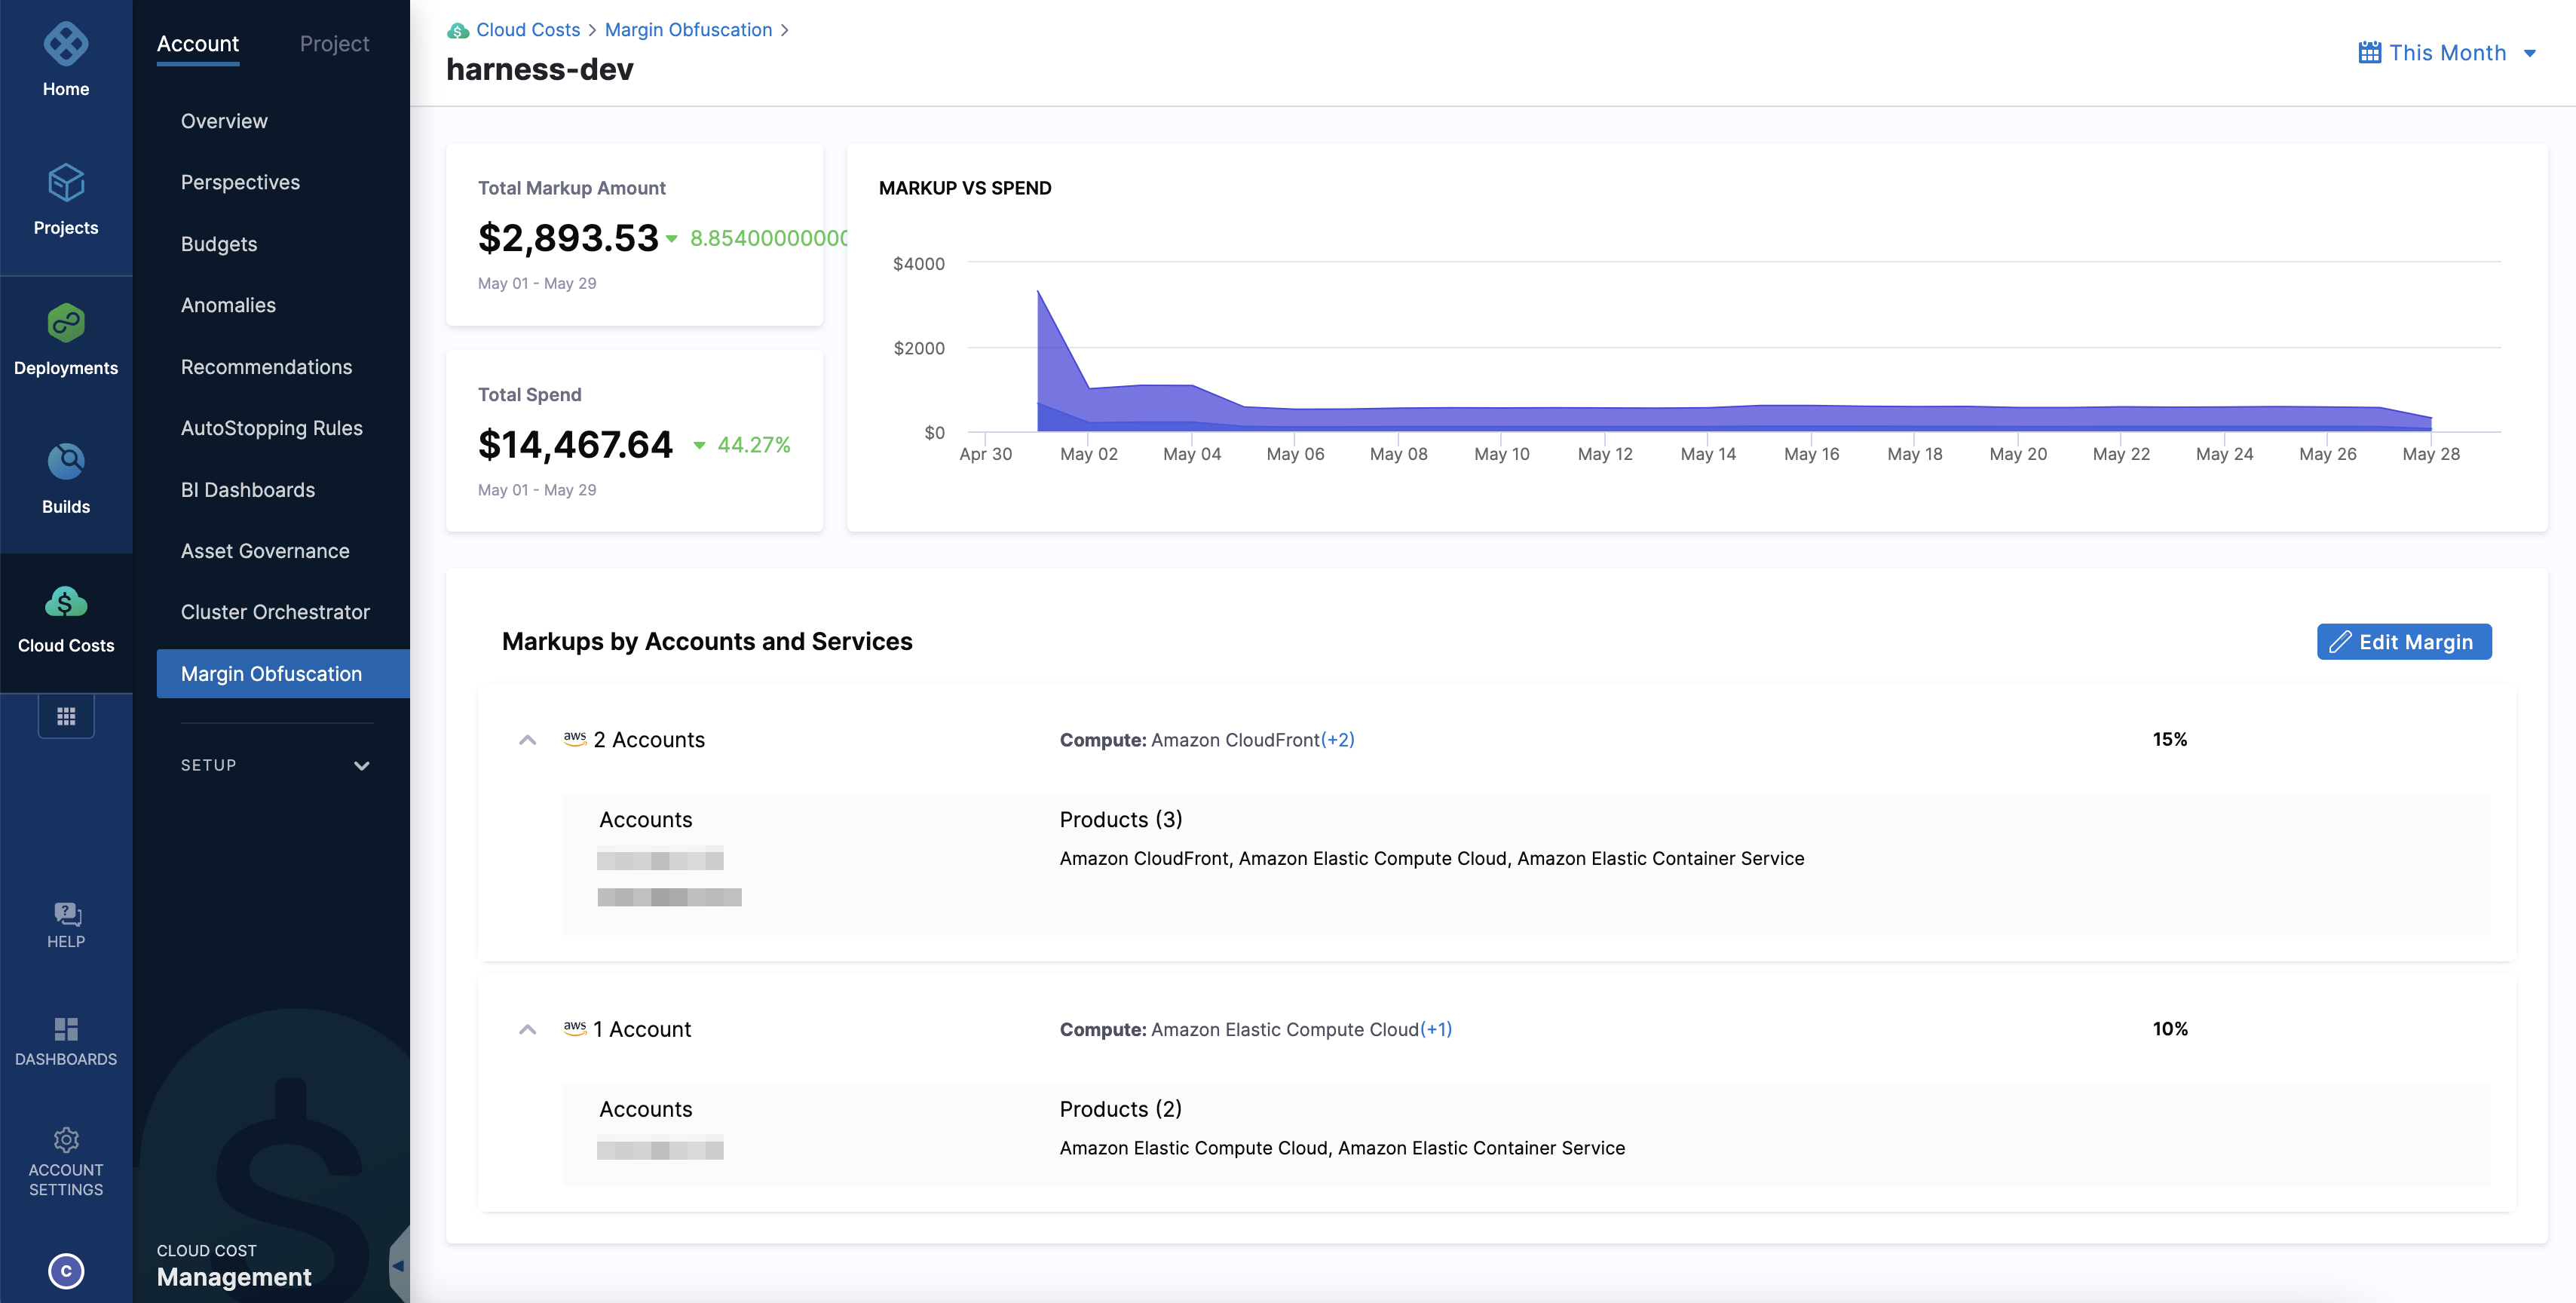 Home
Projects
Deployments
Builds
Cloud Costs
HELP
DASHBOARDS
ACCOUNT
SETTINGS
C
Account Project
Overview
Perspectives
Budgets
Anomalies
Recommendations
AutoStopping Rules
BI Dashboards
Asset Governance
Cluster Orchestrator
Margin Obfuscation
SETUP
CLOUD COST
Management
Cloud Costs > Margin Obfuscation >
harness-dev
This Month
Total Markup Amount
$2,893.53 8.85400000000
May 01 - May 29
Total Spend
$14,467.64 44.27%
May 01 - May 29
MARKUP VS SPEND
$4000
$2000
$0
Apr 30 May 02 May 04 May 06 May 08 May 10 May 12 May 14 May 16 May 18 May 20 May 22 May 24 May 26 May 28
Markups by Accounts and Services
Edit Margin
aws 2 Accounts Compute: Amazon CloudFront(+2) 15%
Accounts Products (3)
Amazon CloudFront, Amazon Elastic Compute Cloud, Amazon Elastic Container Service
aws 1 Account Compute: Amazon Elastic Compute Cloud(+1) 10%
Accounts Products (2)
Amazon Elastic Compute Cloud, Amazon Elastic Container Service